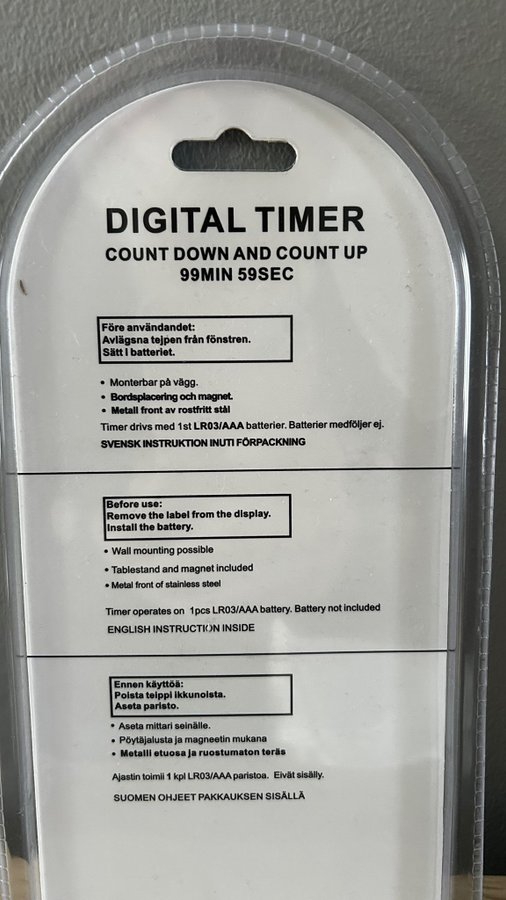 DIGITAL TIMER
COUNT DOWN AND COUNT UP
99MIN 59SEC
Före användandet:
Avlägsna tejpen från fönstren.
Sätt I batteriet.
• Monterbar på vägg.
• Bordsplacering och magnet.
• Metall front av rostfritt stål
Timer drivs med 1st LR03/AAA batterier. Batterier medföljer ej.
SVENSK INSTRUKTION INUTI FÖRPACKNING
Before use:
Remove the label from the display.
Install the battery.
• Wall mounting possible
• Tablestand and magnet included
• Metal front of stainless steel
Timer operates on 1pcs LR03/AAA battery. Battery not included
ENGLISH INSTRUCTION INSIDE
Ennen käyttöä:
Poista teippi ikkunoista.
Aseta paristo.
• Aseta mittari seinälle.
• Pöytäjalusta ja magneetin mukana
• Metalli etuosa ja ruostumaton teräs
Ajastin toimii 1 kpl LR03/AAA paristoa. Eivät sisälly.
SUOMEN OHJEET PAKKAUKSEN SISÄLLÄ